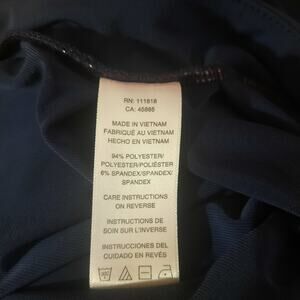 RN: 111818
CA: 45885
MADE IN VIETNAM
FABRIQUÉ AU VIETNAM
HECHO EN VIETNAM
94% POLYESTER/
POLYESTER/POLIÉSTER
6% SPANDEX/SPANDEX/
SPANDEX
CARE INSTRUCTIONS
ON REVERSE
INSTRUCTIONS DE
SOIN SUR L'INVERSE
INSTRUCCIONES DEL
CUIDADO EN REVÉS